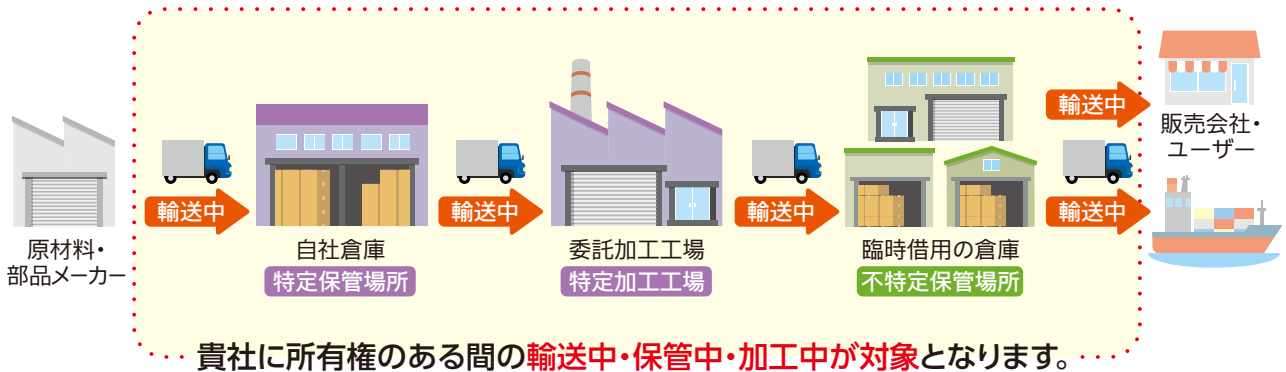 原材料・
部品メーカー
輸送中
自社倉庫
特定保管場所
輸送中
委託加工工場
特定加工工場
輸送中
臨時借用の倉庫
不特定保管場所
輸送中
輸送中
販売会社・
ユーザー
貴社に所有権のある間の輸送中・保管中・加工中が対象となります。